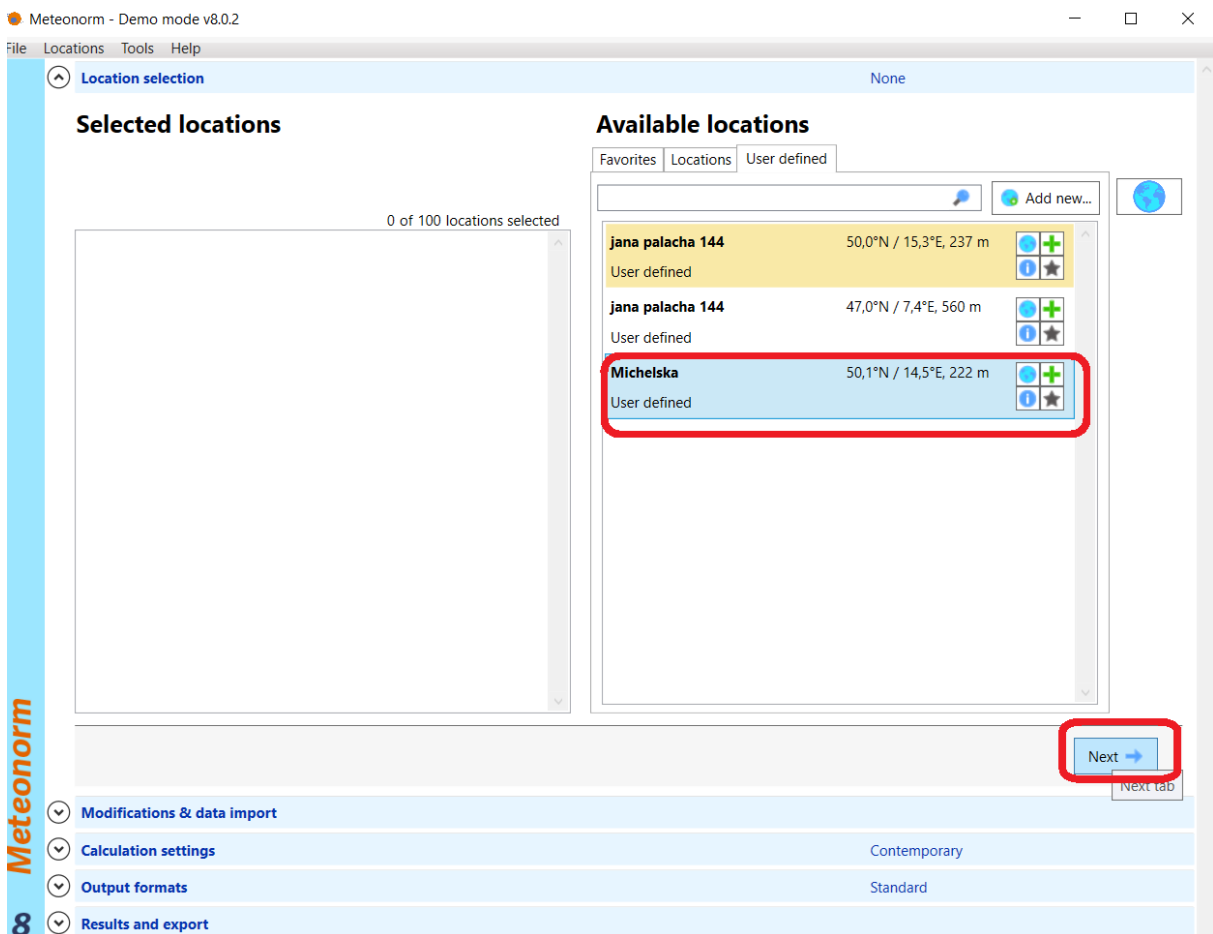 Meteonorm - Demo mode v8.0.2
File Locations Tools Help
Location selection None
Selected locations
Available locations
Favorites Locations User defined
Add new...
0 of 100 locations selected
jana palacha 144 50,0°N / 15,3°E, 237 m
User defined
jana palacha 144 47,0°N / 7,4°E, 560 m
User defined
Michelska 50,1°N / 14,5°E, 222 m
User defined
Next
Next tab
Modifications & data import
Calculation settings Contemporary
Output formats Standard
Results and export
Meteonorm
8